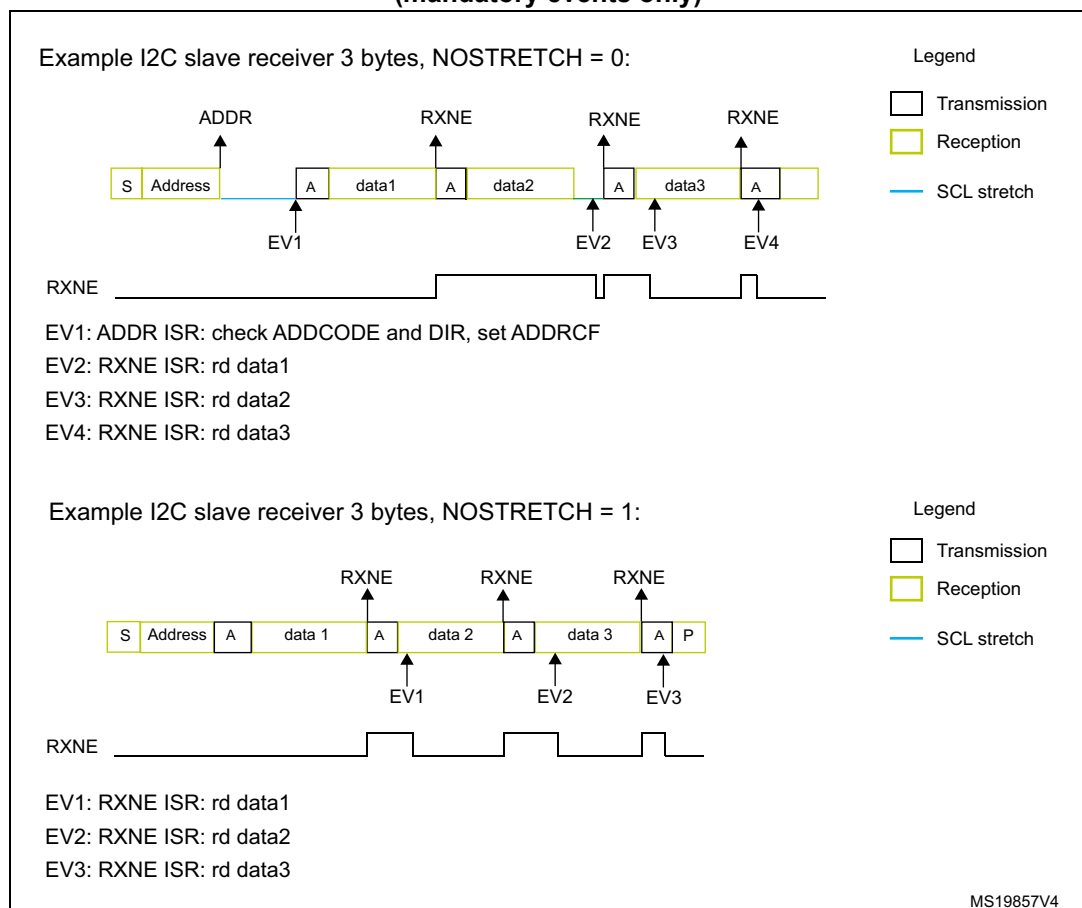 (mandatory events only)
Example I2C slave receiver 3 bytes, NOSTRETCH = 0:
Legend
Transmission
Reception
SCL stretch
ADDR RXNE RXNE RXNE
S Address A data1 A data2 A data3 A
EV1 EV2 EV3 EV4
RXNE
EV1: ADDR ISR: check ADDCODE and DIR, set ADDRCF
EV2: RXNE ISR: rd data1
EV3: RXNE ISR: rd data2
EV4: RXNE ISR: rd data3
Example I2C slave receiver 3 bytes, NOSTRETCH = 1:
Legend
Transmission
Reception
SCL stretch
RXNE RXNE RXNE
S Address A data 1 A data 2 A data 3 A P
EV1 EV2 EV3
RXNE
EV1: RXNE ISR: rd data1
EV2: RXNE ISR: rd data2
EV3: RXNE ISR: rd data3
MS19857V4